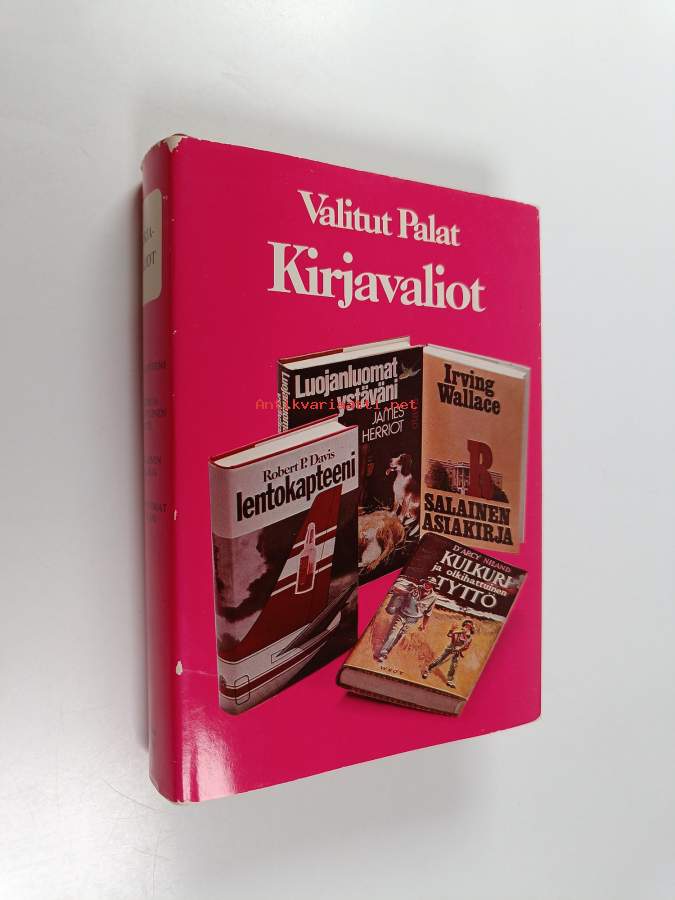 Valitut Palat
Kirjavaliot
Luojanluomat
ystäväni
JAMES
HERRIOT
Irving
Wallace
R
SALAINEN
ASIAKIRJA
Robert P. Davis
lentokapteeni
D'ARCY NILAND
KULKURI
ja olkihattuinen
TYTTÖ
WSOY
Antikvariaatti.net